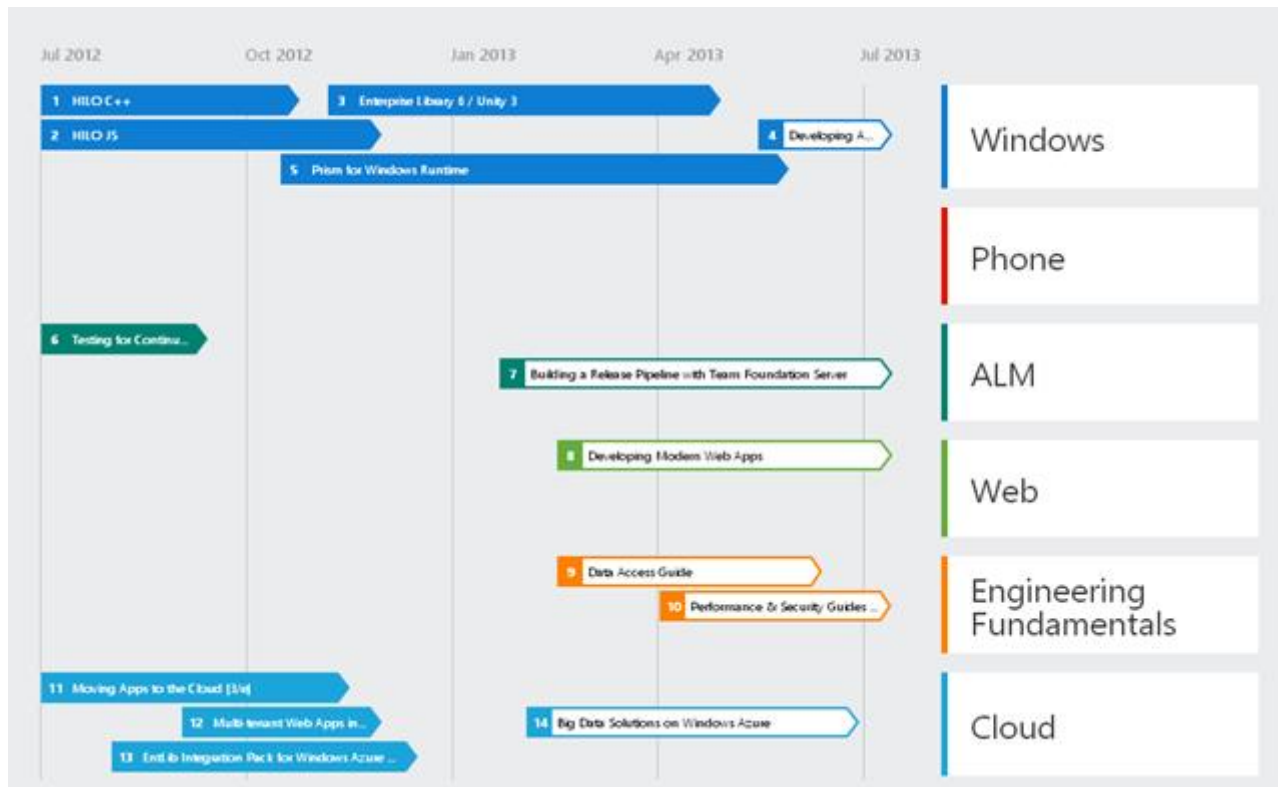 Jul 2012 Oct 2012 Jan 2013 Apr 2013 Jul 2013
1 HILO C++
3 Enterprise Library 6 / Unity 3
2 HILO JS
4 Developing A...
5 Prism for Windows Runtime
Windows
Phone
6 Testing for Continu...
7 Building a Release Pipeline with Team Foundation Server
ALM
8 Developing Modern Web Apps
Web
9 Data Access Guide
10 Performance & Security Guides ...
Engineering
Fundamentals
11 Moving Apps to the Cloud [3/e]
12 Multi-tenant Web Apps in...
14 Big Data Solutions on Windows Azure
13 EntLib Integration Pack for Windows Azure ...
Cloud